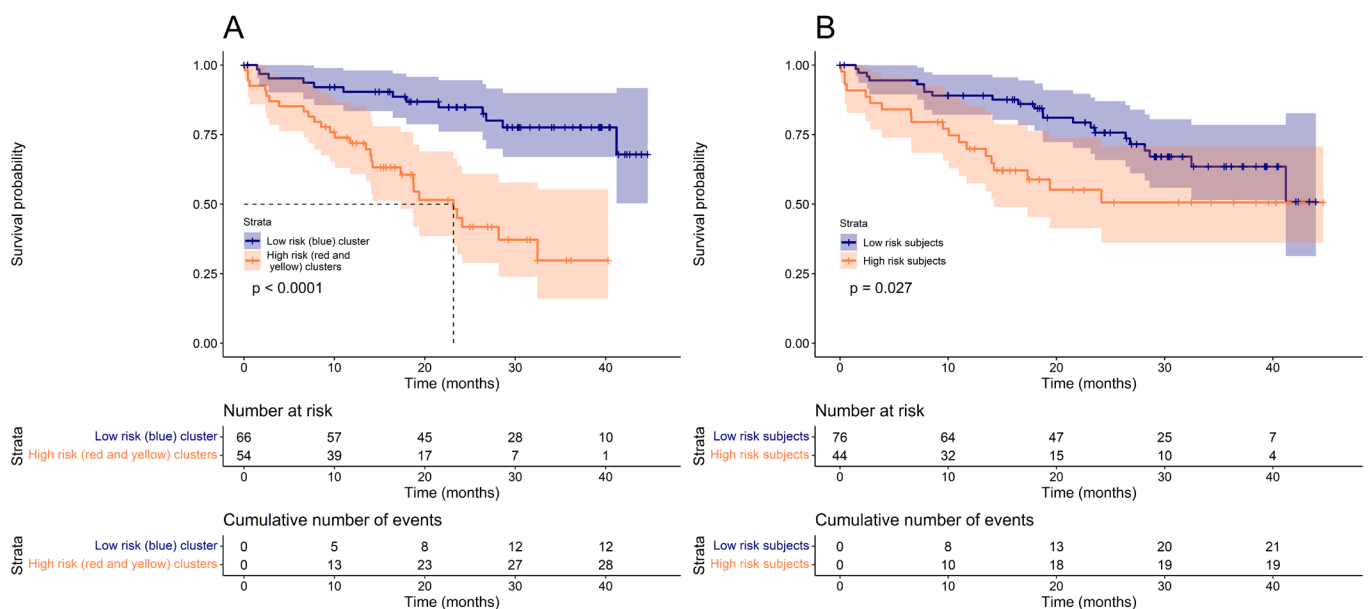 A
Survival probability
1.00
0.75
0.50
0.25
0.00
Strata
Low risk (blue) cluster
High risk (red and
yellow) clusters
p < 0.0001
0 10 20 30 40
Time (months)
Number at risk
Strata
Low risk (blue) cluster 66 57 45 28 10
High risk (red and yellow) clusters 54 39 17 7 1
0 10 20 30 40
Time (months)
Cumulative number of events
Strata
Low risk (blue) cluster 0 5 8 12 12
High risk (red and yellow) clusters 0 13 23 27 28
0 10 20 30 40
Time (months)
B
Survival probability
1.00
0.75
0.50
0.25
0.00
Strata
Low risk subjects
High risk subjects
p = 0.027
0 10 20 30 40
Time (months)
Number at risk
Strata
Low risk subjects 76 64 47 25 7
High risk subjects 44 32 15 10 4
0 10 20 30 40
Time (months)
Cumulative number of events
Strata
Low risk subjects 0 8 13 20 21
High risk subjects 0 10 18 19 19
0 10 20 30 40
Time (months)